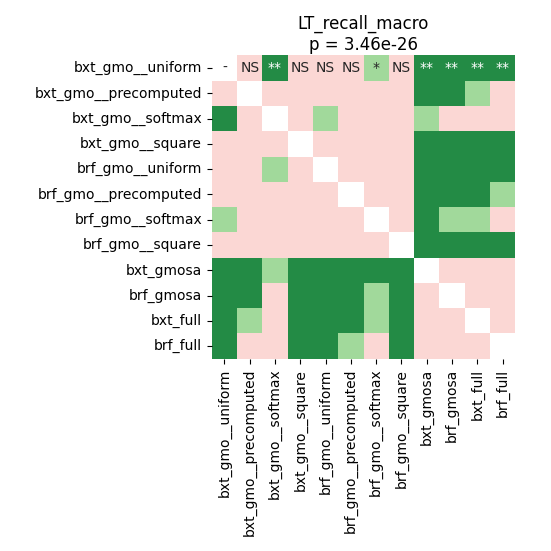 LT_recall_macro
p = 3.46e-26
bxt_gmo__uniform - NS ** NS NS NS * NS ** ** ** **
bxt_gmo__precomputed
bxt_gmo__softmax
bxt_gmo__square
brf_gmo__uniform
brf_gmo__precomputed
brf_gmo__softmax
brf_gmo__square
bxt_gmosa
brf_gmosa
bxt_full
brf_full
bxt_gmo__uniform
bxt_gmo__precomputed
bxt_gmo__softmax
bxt_gmo__square
brf_gmo__uniform
brf_gmo__precomputed
brf_gmo__softmax
brf_gmo__square
bxt_gmosa
brf_gmosa
bxt_full
brf_full